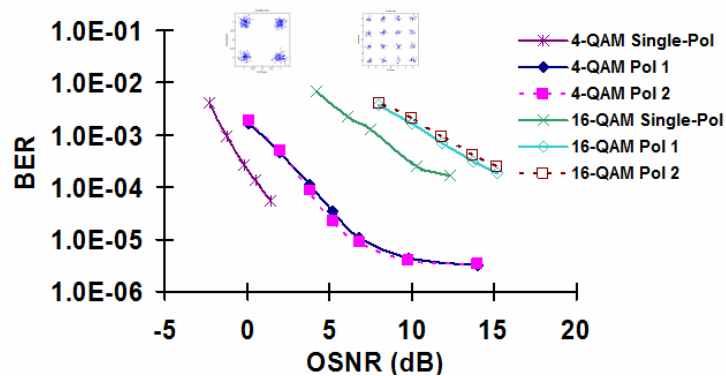 1.0E-01
1.0E-02
1.0E-03
1.0E-04
1.0E-05
1.0E-06
BER
-5
0
5
10
15
20
OSNR (dB)
4-QAM Single-Pol
4-QAM Pol 1
4-QAM Pol 2
16-QAM Single-Pol
16-QAM Pol 1
16-QAM Pol 2